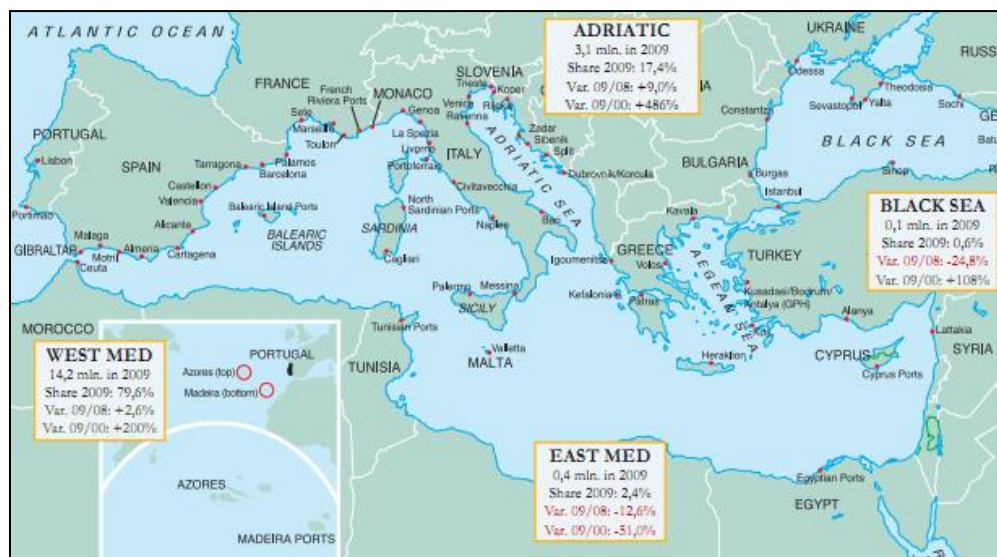 ATLANTIC OCEAN
ADRIATIC
3,1 mln. in 2009
Share 2009: 17,4%
Var. 09/08: +9,0%
Var. 09/00: +486%
UKRAINE
RUSS
FRANCE
French
Riviera Ports
MONACO
SLOVENIA
Trieste
Koper
Venice
Rijeka
Ravenna
Odessa
Sevastopol
Yalta
Theodosia
Sochi
Constantza
GE
Batu
BLACK SEA
Sinop
Sete
Marseille
Toulon
Genoa
La Spezia
Livorno
Portoferraio
ITALY
ADRIATIC SEA
Zadar
Sibenik
Split
Dubrovnik/Korcula
BULGARIA
Burgas
Istanbul
PORTUGAL
Lisbon
SPAIN
Tarragona
Palamos
Barcelona
Castellon
Valencia
Balearic Island Ports
BALEARIC
ISLANDS
Alicante
Portimao
GIBRALTAR
Malaga
Motril
Almeria
Cartagena
Ceuta
North
Sardinian Ports
SARDINIA
Cagliari
Civitavecchia
Naples
Bari
Kavala
GREECE
Igoumenitsa
Volos
AEGEAN SEA
TURKEY
Kusadasi/Bogrum/
Antalya (GPH)
BLACK SEA
0,1 mln. in 2009
Share 2009: 0,6%
Var. 09/08: -24,8%
Var. 09/00: +108%
Palermo
Messina
SICILY
Kefalonia
Patras
Kos
Alanya
Heraklion
CYPRUS
Cyprus Ports
Lattakia
SYRIA
MOROCCO
Tunisian Ports
TUNISIA
Valletta
MALTA
WEST MED
14,2 mln. in 2009
Share 2009: 79,6%
Var. 09/08: +2,6%
Var. 09/00: +200%
PORTUGAL
Azores (top)
Madeira (bottom)
AZORES
MADEIRA PORTS
EAST MED
0,4 mln. in 2009
Share 2009: 2,4%
Var. 09/08: -12,6%
Var. 09/00: -51,0%
Egyptian Ports
EGYPT